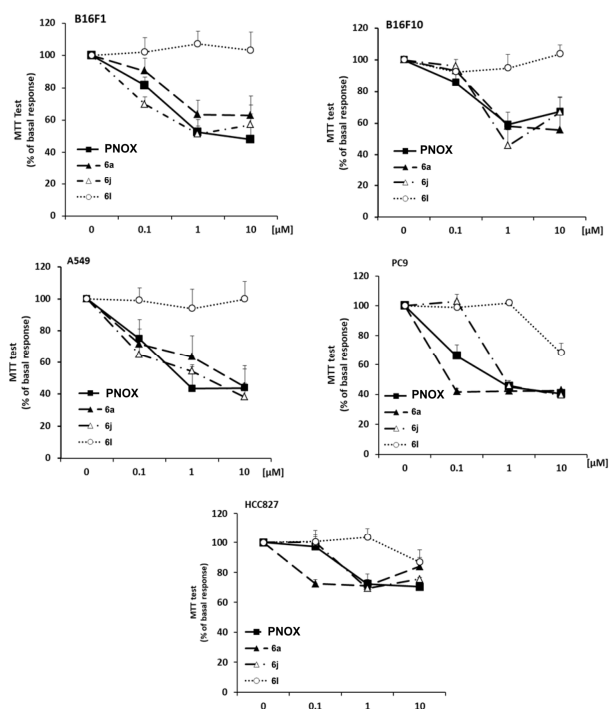 B16F1
120
100
80
60
40
20
0
MTT Test
(% of basal response)
PNOX
6a
6j
6l
0 0.1 1 10 [µM]
B16F10
120
100
80
60
40
20
0
MTT Test
(% of basal response)
PNOX
6a
6j
6l
0 0.1 1 10 [µM]
A549
120
100
80
60
40
20
0
MTT test
(% of basal response)
PNOX
6a
6j
6l
0 0.1 1 10 [µM]
PC9
120
100
80
60
40
20
0
MTT test
(% of basal response)
PNOX
6a
6j
6l
0 0.1 1 10 [µM]
HCC827
120
100
80
60
40
20
0
MTT test
(% of basal response)
PNOX
6a
6j
6l
0 0.1 1 10